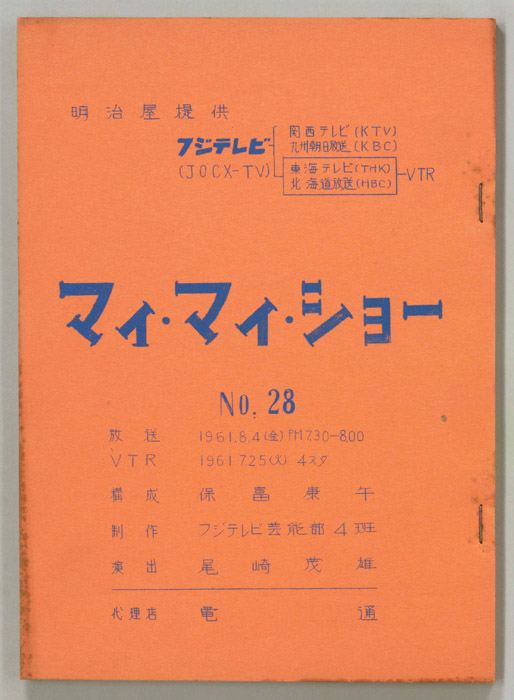 明治屋提供
フジテレビ
(JOCX-TV)
関西テレビ(KTV)
九州朝日放送(KBC)
東海テレビ(THK)
北海道放送(HBC)
VTR
マイ・マイ・ショー
No. 28
放送 1961.8.4(金)PM7.30-8.00
VTR 1961 7.25(火) 4スタ
構成 保富康午
制作 フジテレビ芸能部4班
演出 尾崎茂雄
代理店 電通